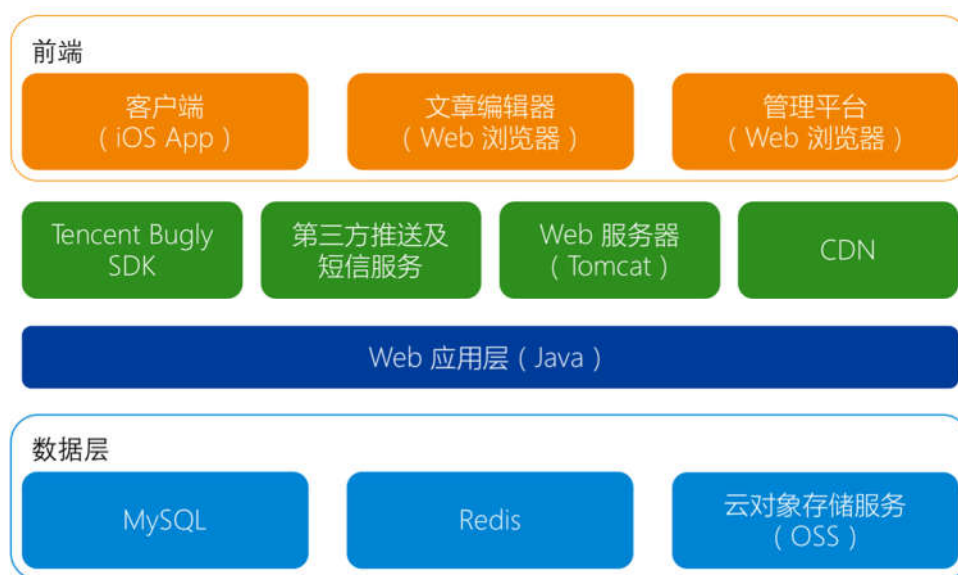 前端
客户端
（iOS App）
文章编辑器
（Web 浏览器）
管理平台
（Web 浏览器）
Tencent Bugly
SDK
第三方推送及
短信服务
Web 服务器
（Tomcat）
CDN
Web 应用层（Java）
数据层
MySQL
Redis
云对象存储服务
（OSS）